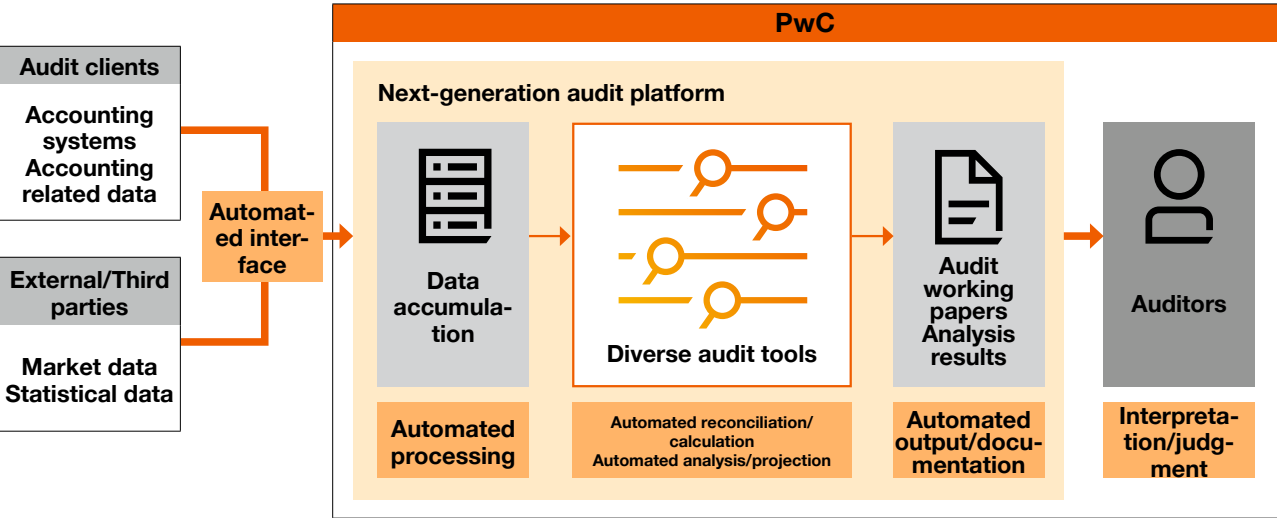 PwC
Audit clients
Accounting
systems
Accounting
related data
External/Third
parties
Market data
Statistical data
Automat-
ed inter-
face
Next-generation audit platform
Data
accumula-
tion
Diverse audit tools
Audit
working
papers
Analysis
results
Auditors
Automated
processing
Automated reconciliation/
calculation
Automated analysis/projection
Automated
output/docu-
mentation
Interpreta-
tion/judg-
ment